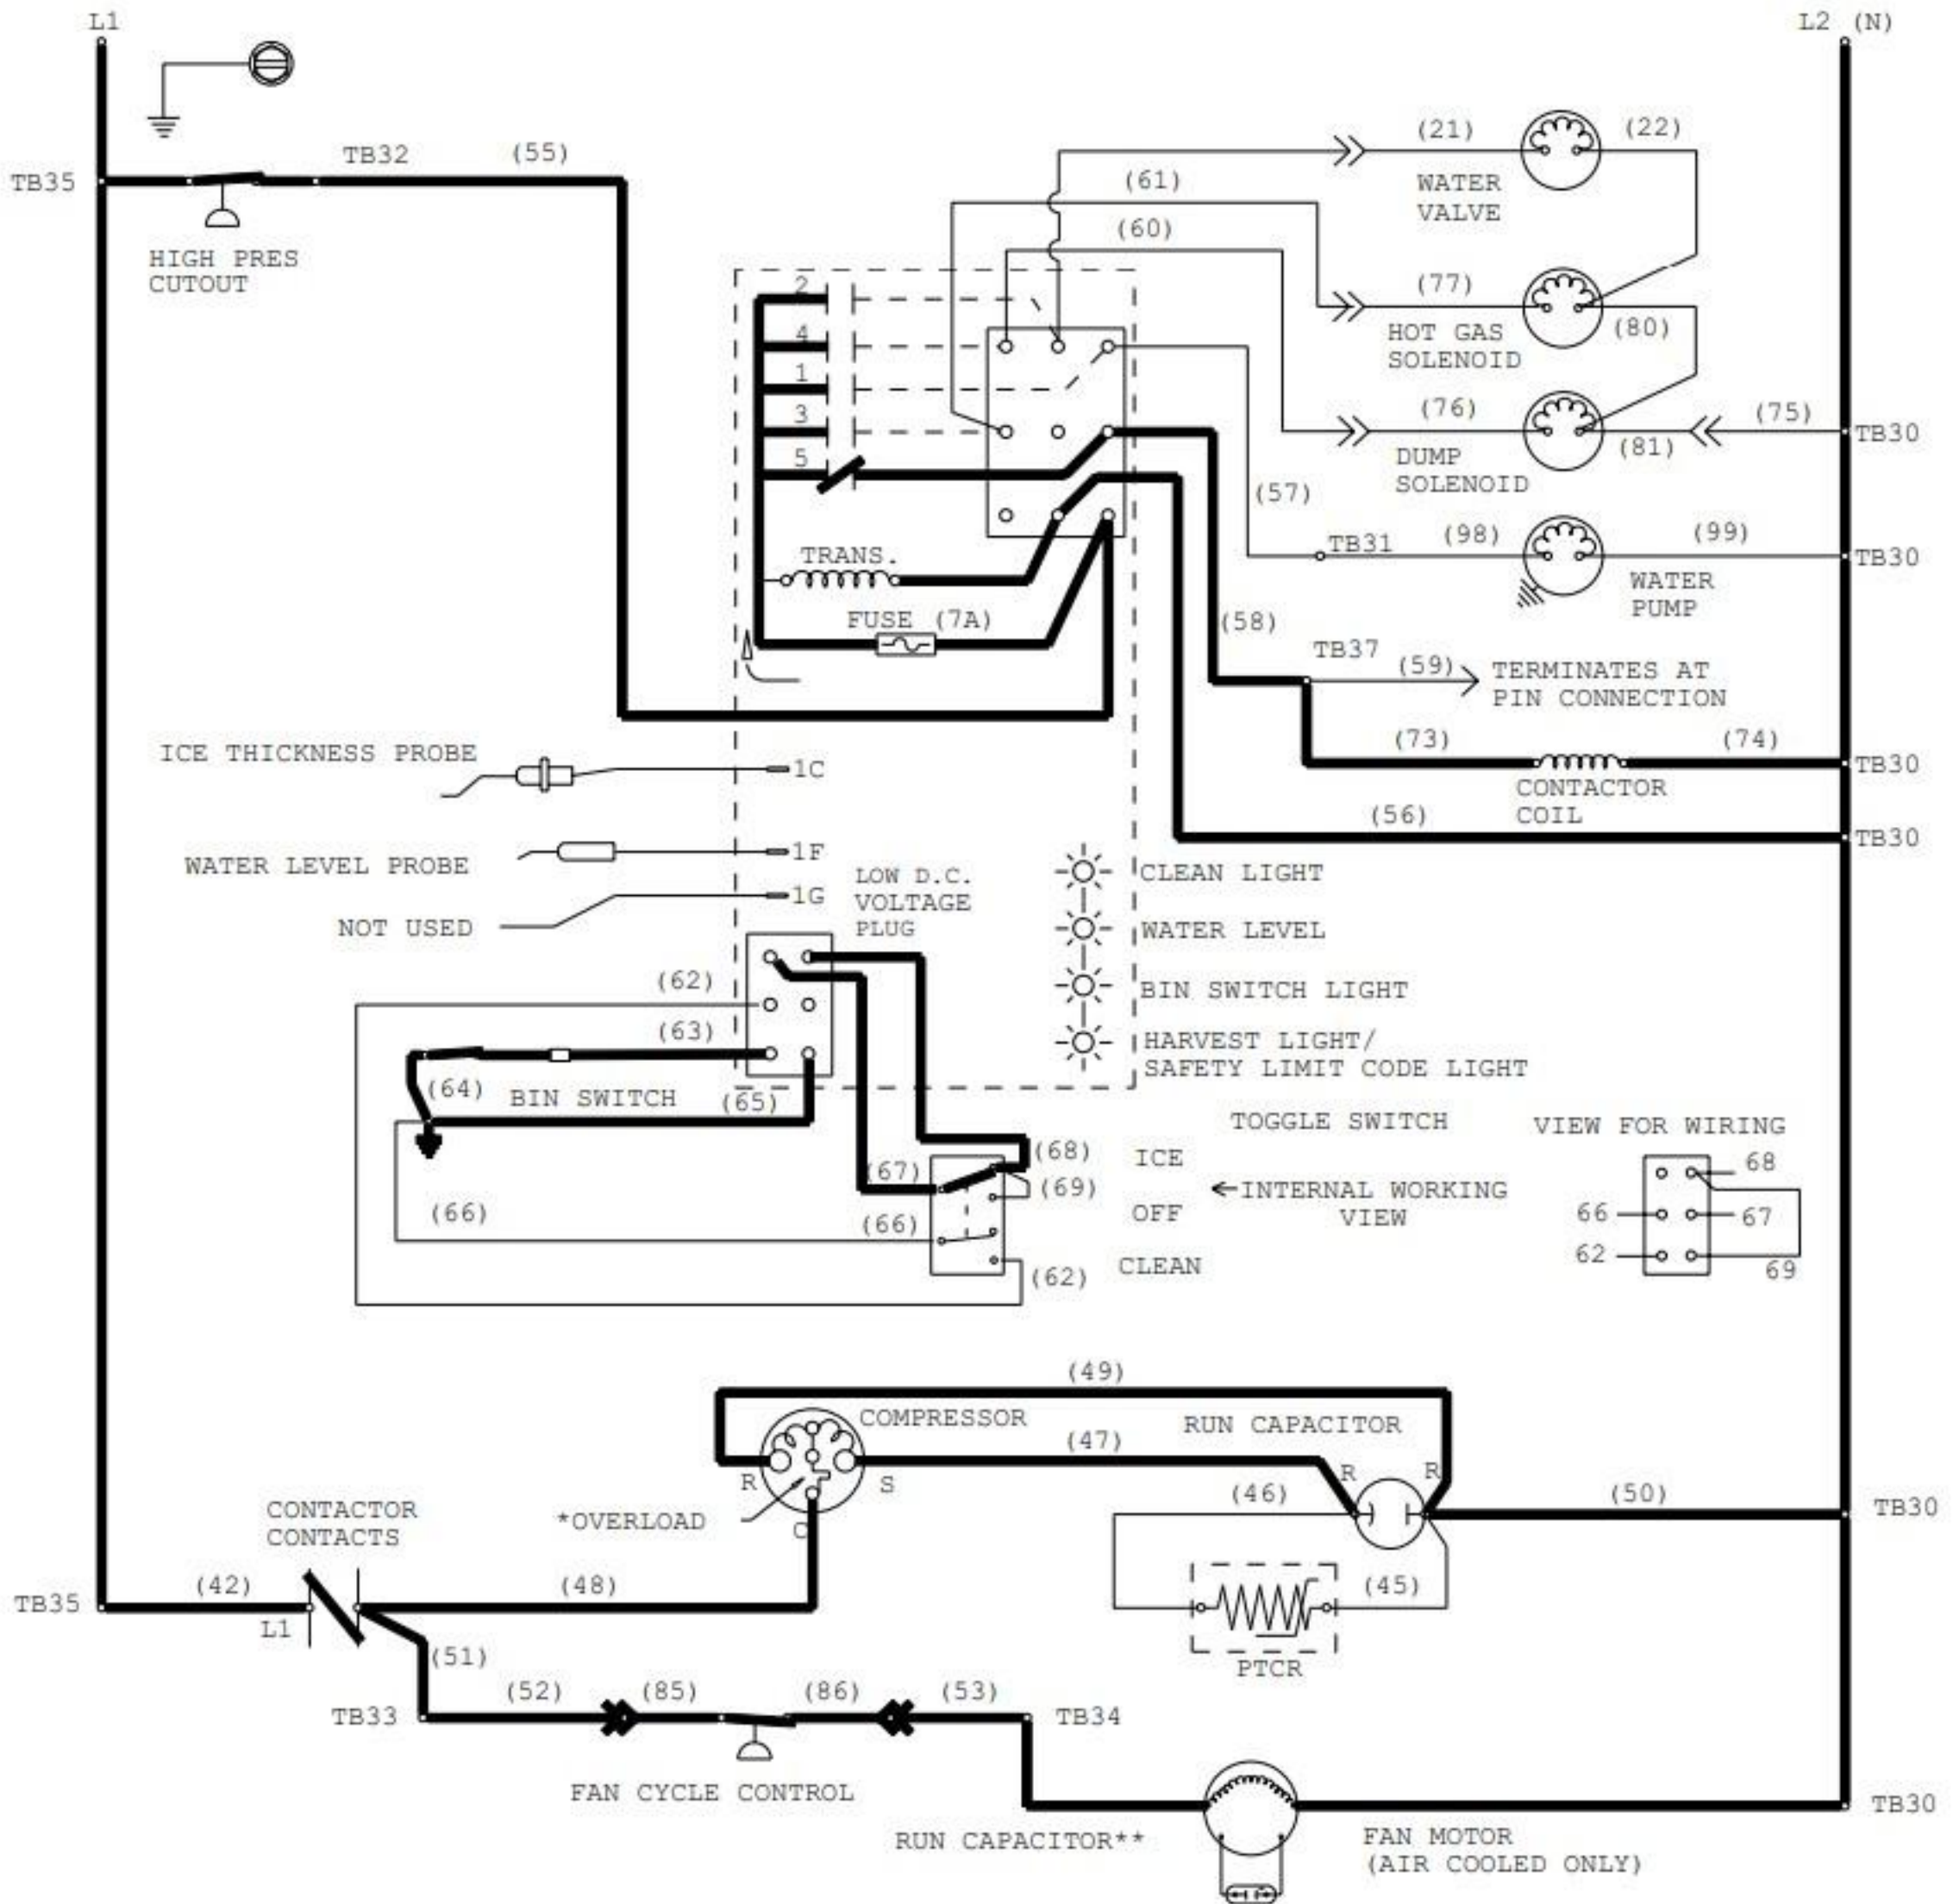 L1
L2 (N)
(21)
(22)
TB32
(55)
TB35
(61)
WATER
VALVE
(60)
HIGH PRES
CUTOUT
2
(77)
4
HOT GAS
SOLENOID
(80)
1
3
(76)
(75)
TB30
5
(81)
DUMP
SOLENOID
(57)
TRANS.
TB31
(98)
(99)
TB30
WATER
PUMP
FUSE (7A)
(58)
TB37
(59)
TERMINATES AT
PIN CONNECTION
ICE THICKNESS PROBE
1C
(73)
(74)
TB30
CONTACTOR
COIL
(56)
TB30
WATER LEVEL PROBE
1F
1G
NOT USED
LOW D.C.
VOLTAGE
PLUG
CLEAN LIGHT
WATER LEVEL
BIN SWITCH LIGHT
HARVEST LIGHT/
SAFETY LIMIT CODE LIGHT
(62)
(63)
(64)
BIN SWITCH
(65)
TOGGLE SWITCH
VIEW FOR WIRING
(67)
(68)
ICE
(69)
INTERNAL WORKING
VIEW
68
(66)
(66)
OFF
66
67
62
69
(62)
CLEAN
(49)
COMPRESSOR
RUN CAPACITOR
(47)
R
S
R
R
*OVERLOAD
C
(46)
(50)
TB30
CONTACTOR
CONTACTS
(42)
(48)
(45)
TB35
L1
PTCR
(51)
TB33
(52)
(85)
(86)
(53)
TB34
FAN CYCLE CONTROL
TB30
RUN CAPACITOR**
FAN MOTOR
(AIR COOLED ONLY)